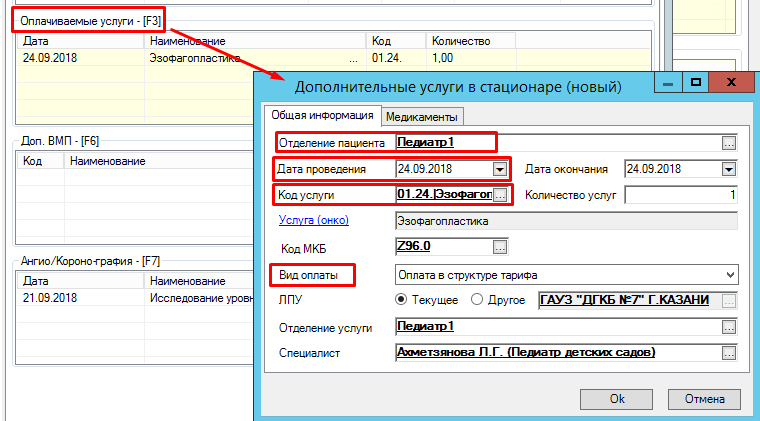 Оплачиваемые услуги - [F3]
Дата Наименование Код Количество
24.09.2018 Эзофагопластика ... 01.24. 1,00
Доп. ВМП - [F6]
Код Наименование
Ангио/Короно-графия - [F7]
Дата Наименование
21.09.2018 Исследование уровн
Дополнительные услуги в стационаре (новый)
Общая информация Медикаменты
Отделение пациента Педиатр1 ...
Дата проведения 24.09.2018 Дата окончания 24.09.2018
Код услуги 01.24.|Эзофагоп ... Количество услуг 1
Услуга (онко) Эзофагопластика
Код МКБ Z96.0 ...
Вид оплаты Оплата в структуре тарифа
ЛПУ Текущее Другое ГАУЗ "ДГКБ №7" Г.КАЗАНИ ...
Отделение услуги Педиатр1 ...
Специалист Ахметзянова Л.Г. (Педиатр детских садов) ...
Ok Отмена